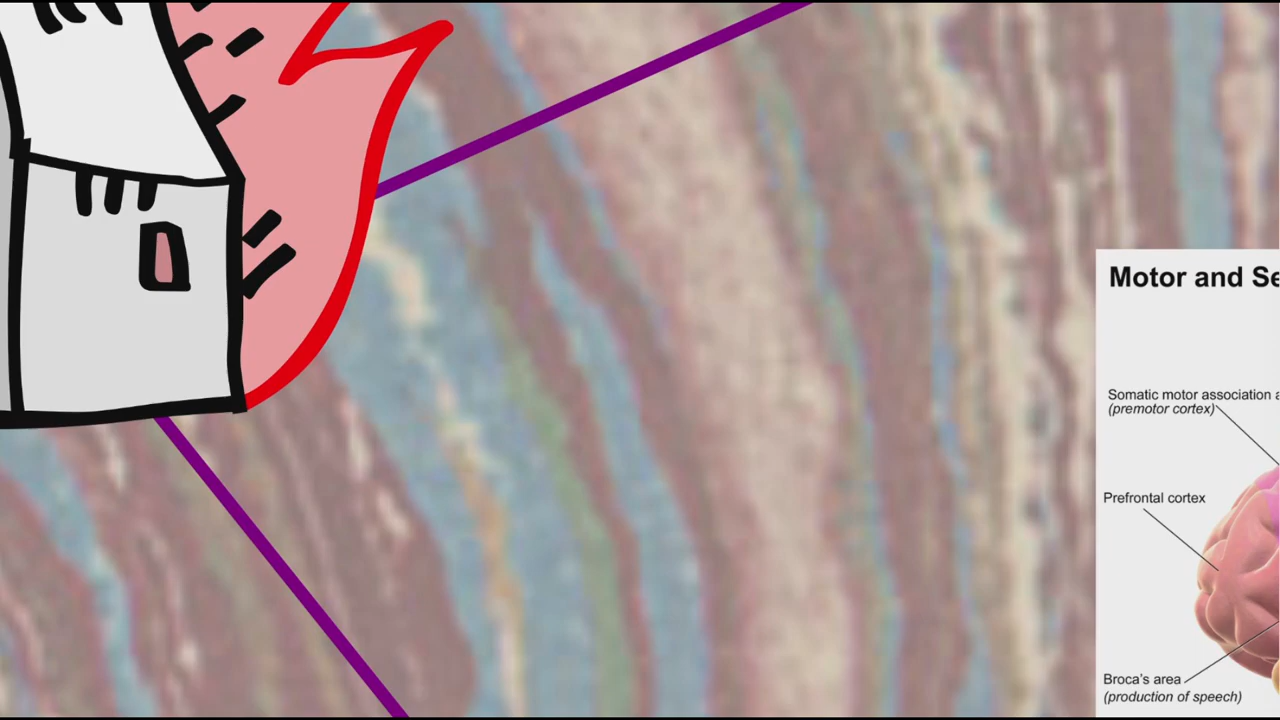 Motor and Se
Somatic motor association a
(premotor cortex)
Prefrontal cortex
Broca's area
(production of speech)